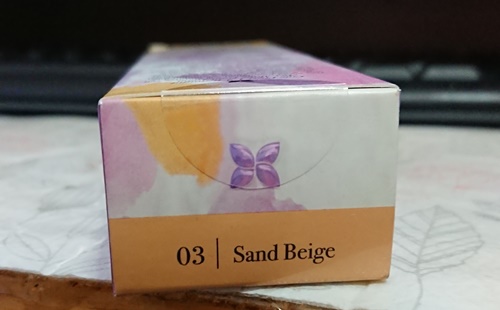 03 | Sand Beige